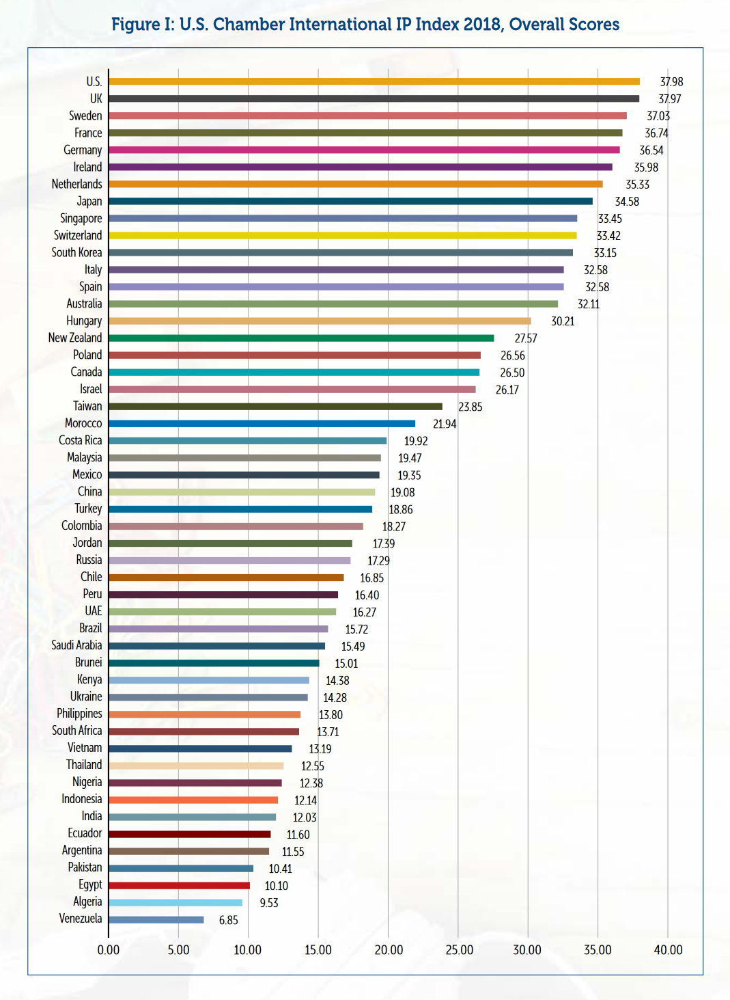 Figure I: U.S. Chamber International IP Index 2018, Overall Scores
U.S. 37.98
UK 37.97
Sweden 37.03
France 36.74
Germany 36.54
Ireland 35.98
Netherlands 35.33
Japan 34.58
Singapore 33.45
Switzerland 33.42
South Korea 33.15
Italy 32.58
Spain 32.58
Australia 32.11
Hungary 30.21
New Zealand 27.57
Poland 26.56
Canada 26.50
Israel 26.17
Taiwan 23.85
Morocco 21.94
Costa Rica 19.92
Malaysia 19.47
Mexico 19.35
China 19.08
Turkey 18.86
Colombia 18.27
Jordan 17.39
Russia 17.29
Chile 16.85
Peru 16.40
UAE 16.27
Brazil 15.72
Saudi Arabia 15.49
Brunei 15.01
Kenya 14.38
Ukraine 14.28
Philippines 13.80
South Africa 13.71
Vietnam 13.19
Thailand 12.55
Nigeria 12.38
Indonesia 12.14
India 12.03
Ecuador 11.60
Argentina 11.55
Pakistan 10.41
Egypt 10.10
Algeria 9.53
Venezuela 6.85
0.00 5.00 10.00 15.00 20.00 25.00 30.00 35.00 40.00